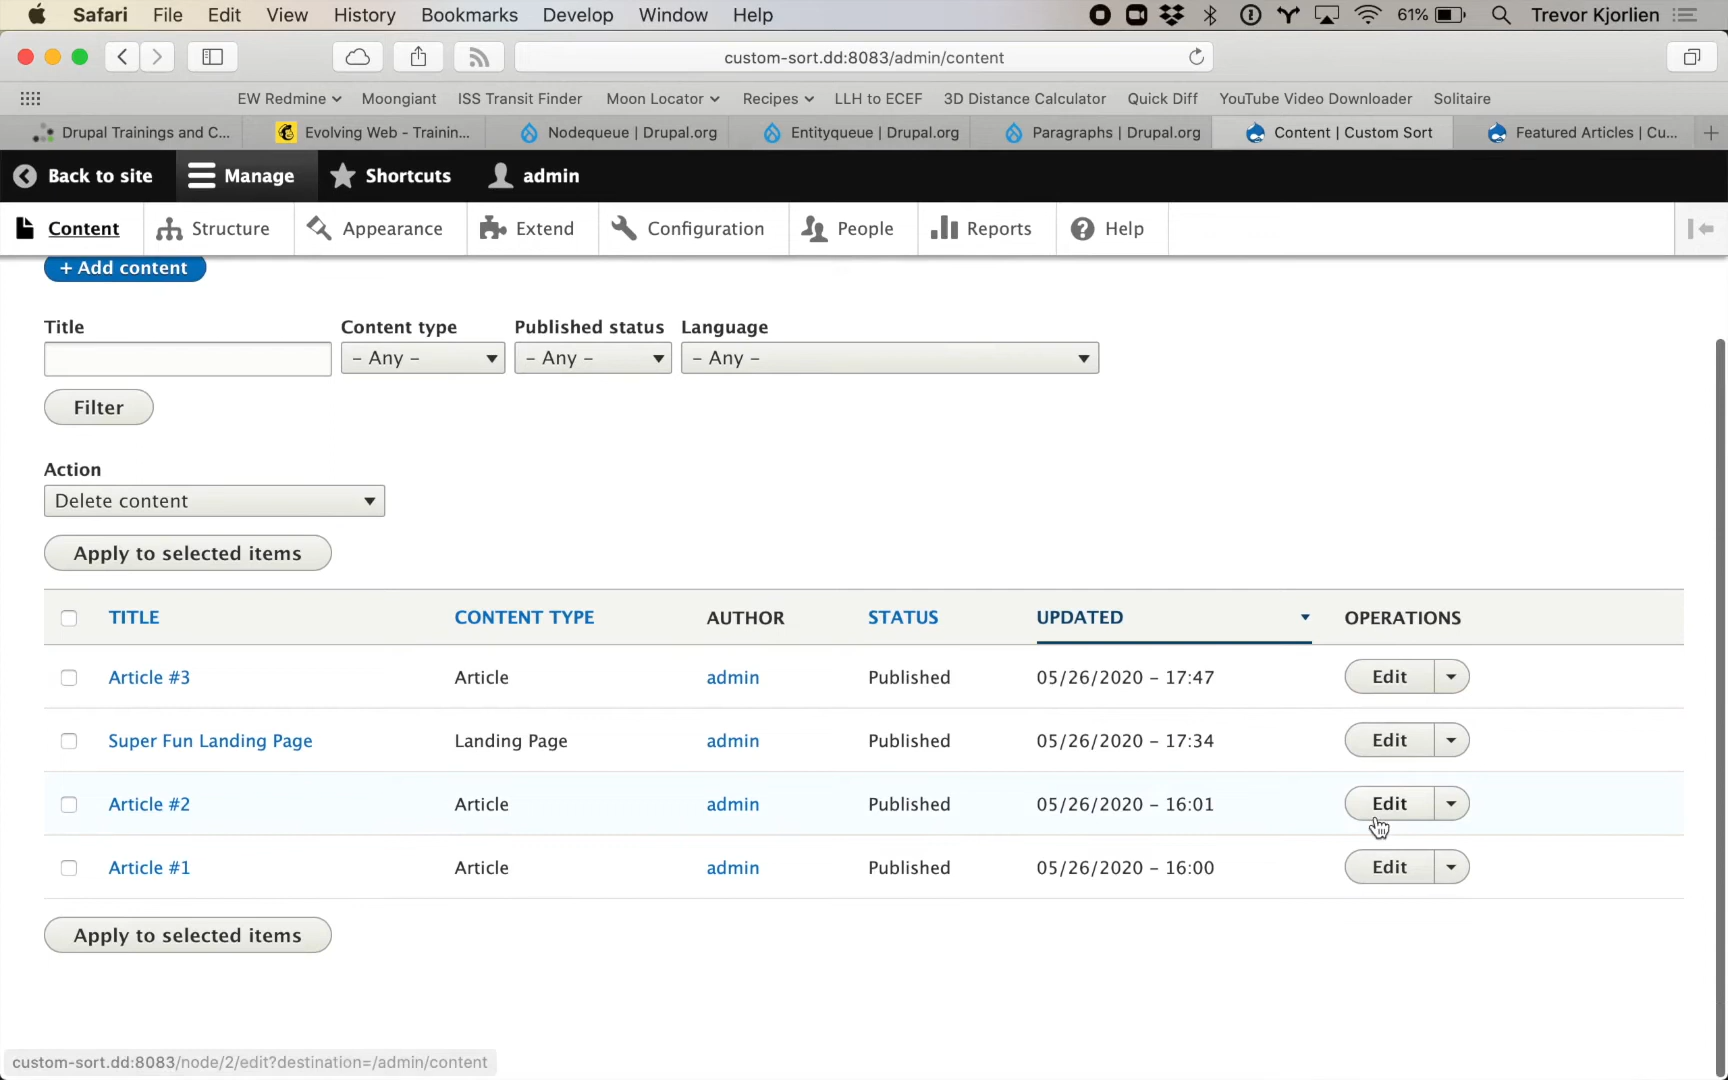 Safari File Edit View History Bookmarks Develop Window Help 61% Trevor Kjorlien
custom-sort.dd:8083/admin/content
EW Redmine Moongiant ISS Transit Finder Moon Locator Recipes LLH to ECEF 3D Distance Calculator Quick Diff YouTube Video Downloader Solitaire
Drupal Trainings and C... Evolving Web - Trainin... Nodequeue | Drupal.org Entityqueue | Drupal.org Paragraphs | Drupal.org Content | Custom Sort Featured Articles | Cu...
Back to site Manage Shortcuts admin
Content Structure Appearance Extend Configuration People Reports Help
+ Add content
Title Content type Published status Language
- Any - - Any - - Any -
Filter
Action
Delete content
Apply to selected items
TITLE CONTENT TYPE AUTHOR STATUS UPDATED OPERATIONS
Article #3 Article admin Published 05/26/2020 - 17:47 Edit
Super Fun Landing Page Landing Page admin Published 05/26/2020 - 17:34 Edit
Article #2 Article admin Published 05/26/2020 - 16:01 Edit
Article #1 Article admin Published 05/26/2020 - 16:00 Edit
Apply to selected items
custom-sort.dd:8083/node/2/edit?destination=/admin/content